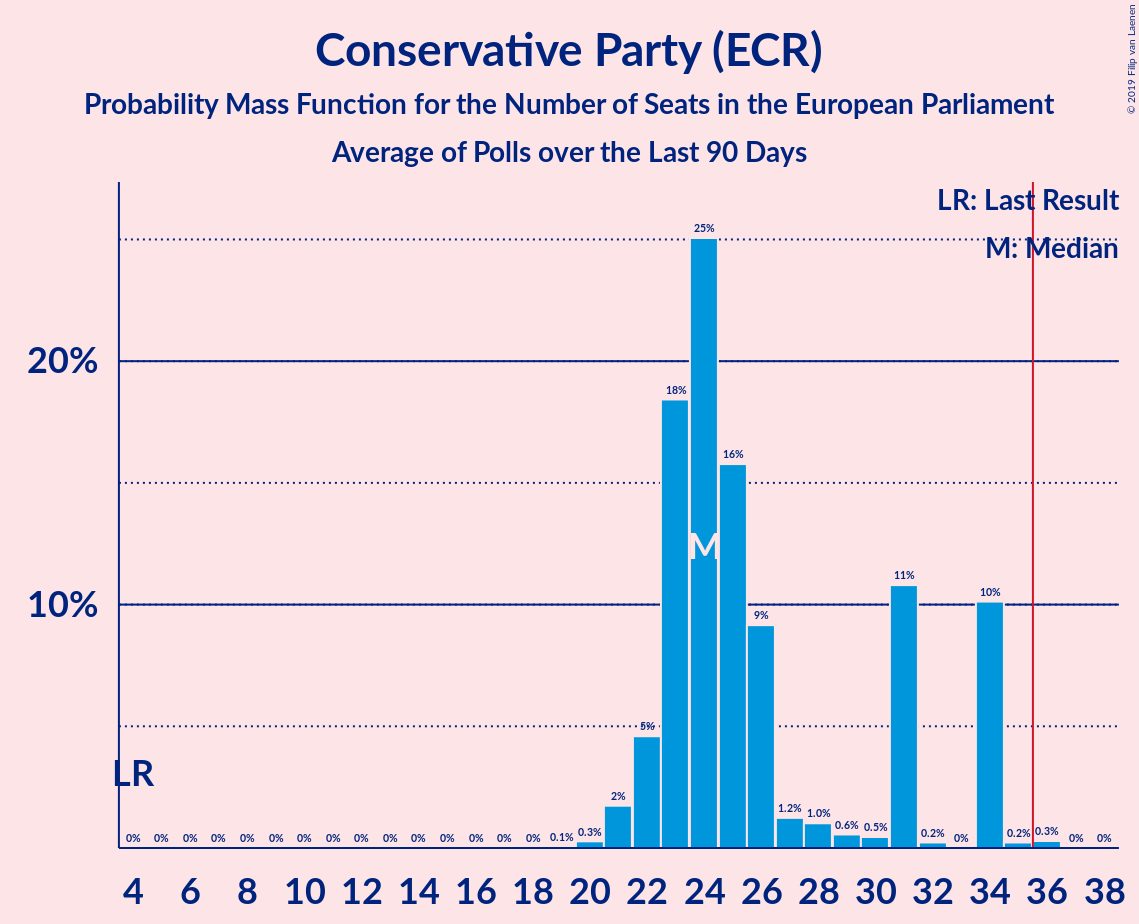 Conservative Party (ECR)
Probability Mass Function for the Number of Seats in the European Parliament
Average of Polls over the Last 90 Days
© 2019 Filip van Laenen
LR: Last Result
M: Median
20%
10%
LR
M
0% 0% 0% 0% 0% 0% 0% 0% 0% 0% 0% 0% 0% 0% 0% 0.1% 0.3% 2% 5% 18% 25% 16% 9% 1.2% 1.0% 0.6% 0.5% 11% 0.2% 0% 10% 0.2% 0.3% 0% 0%
4 6 8 10 12 14 16 18 20 22 24 26 28 30 32 34 36 38